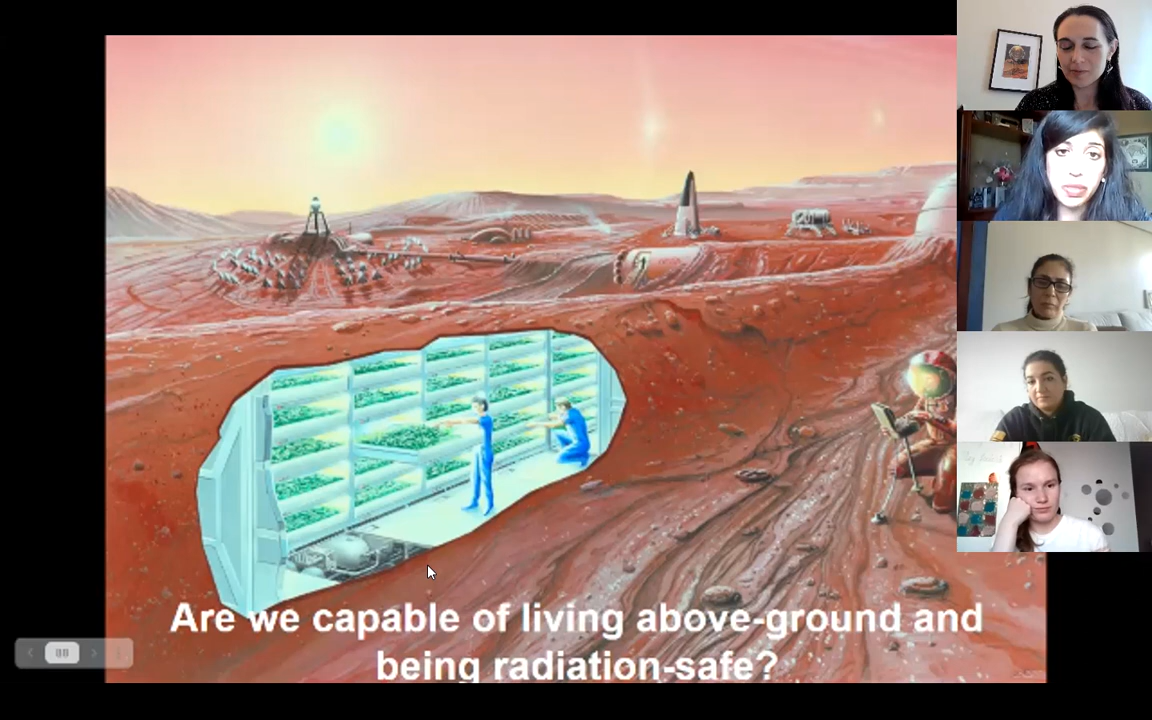 Are we capable of living above-ground and
being radiation-safe?